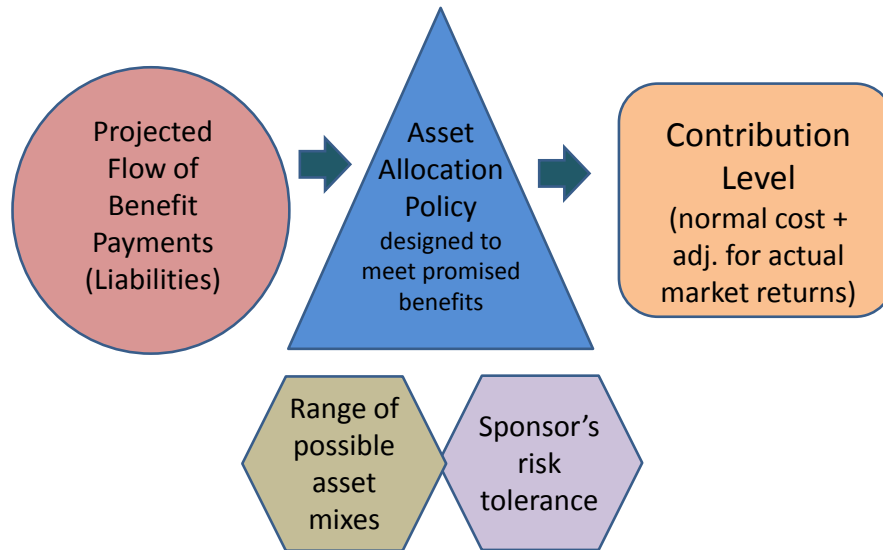 Projected
Flow of
Benefit
Payments
(Liabilities)
Asset
Allocation
Policy
designed to
meet promised
benefits
Contribution
Level
(normal cost +
adj. for actual
market returns)
Range of
possible
asset
mixes
Sponsor’s
risk
tolerance